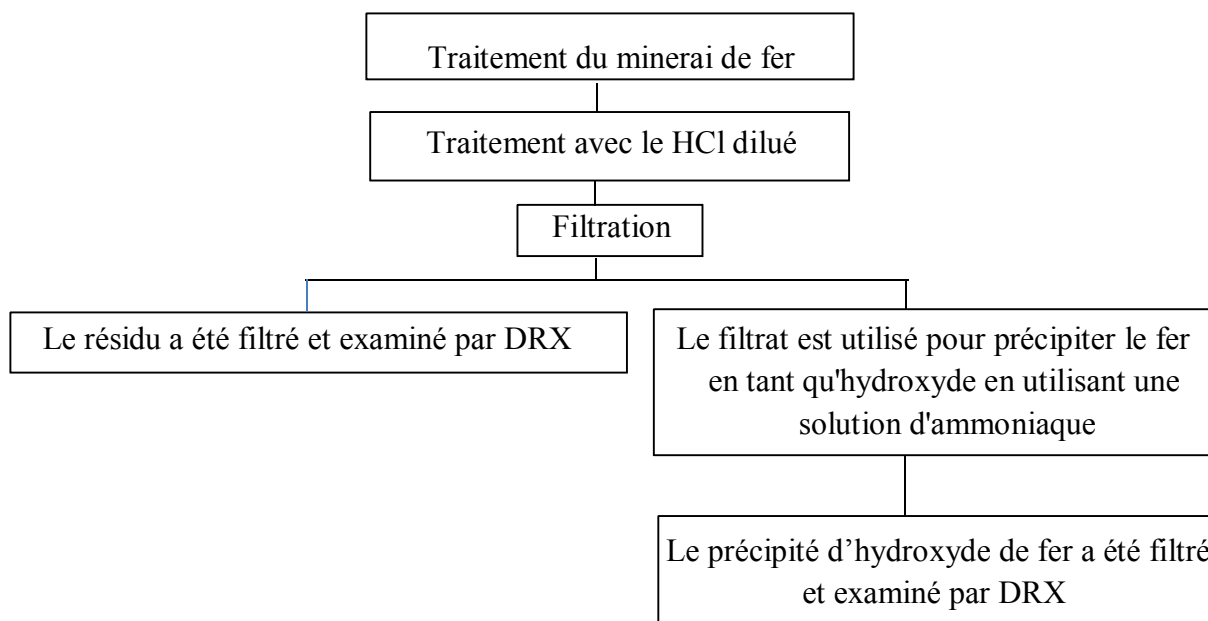 Traitement du minerai de fer
Traitement avec le HCl dilué
Filtration
Le résidu a été filtré et examiné par DRX
Le filtrat est utilisé pour précipiter le fer
en tant qu'hydroxyde en utilisant une
solution d'ammoniaque
Le précipité d’hydroxyde de fer a été filtré
et examiné par DRX